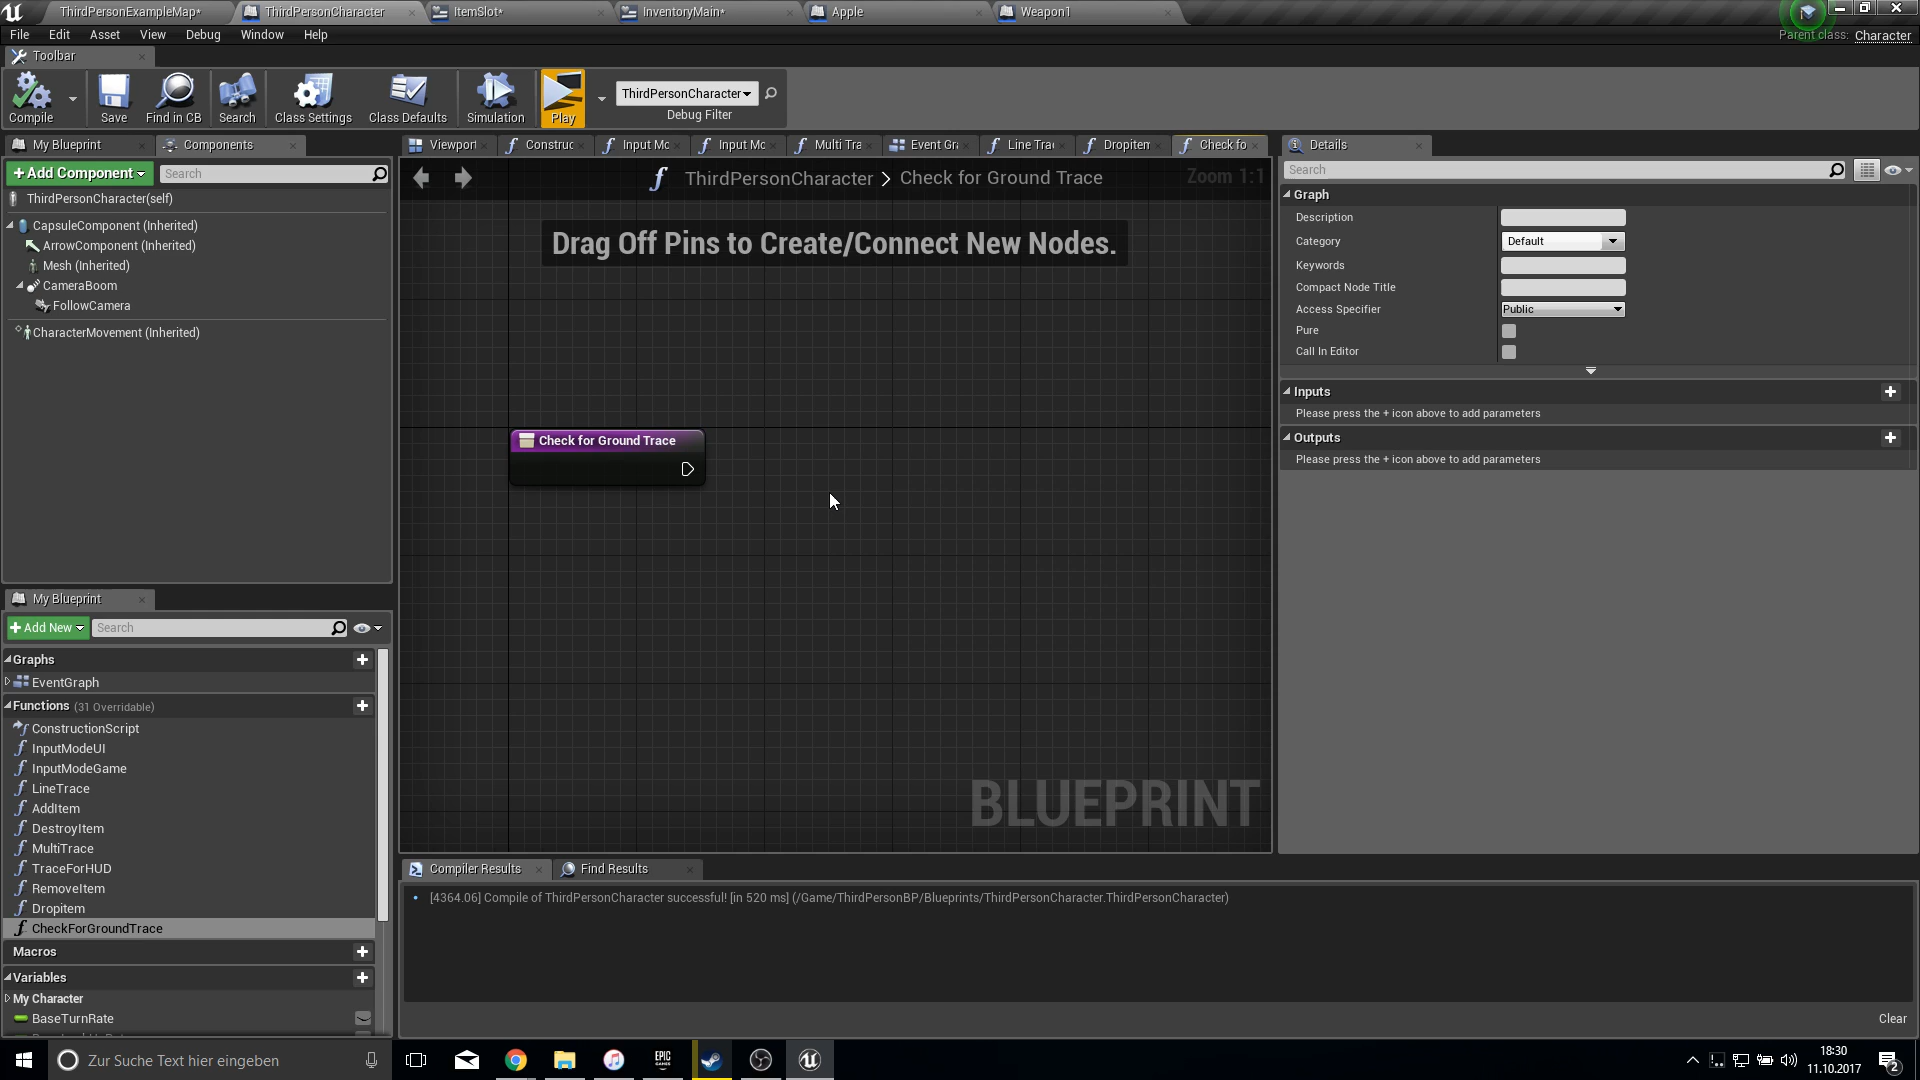 ThirdPersonExampleMap*
ThirdPersonCharacter
ItemSlot*
InventoryMain*
Apple
Weapon1
File Edit Asset View Debug Window Help
Parent class: Character
Toolbar
Compile
Save
Find in CB
Search
Class Settings
Class Defaults
Simulation
Play
ThirdPersonCharacter
Debug Filter
My Blueprint
Components
+ Add Component
Search
ThirdPersonCharacter(self)
CapsuleComponent (Inherited)
ArrowComponent (Inherited)
Mesh (Inherited)
CameraBoom
FollowCamera
CharacterMovement (Inherited)
My Blueprint
+ Add New
Search
Graphs
EventGraph
Functions (31 Overridable)
ConstructionScript
InputModeUI
InputModeGame
LineTrace
AddItem
DestroyItem
MultiTrace
TraceForHUD
RemoveItem
Dropitem
CheckForGroundTrace
Macros
Variables
My Character
BaseTurnRate
Viewport
Construc
Input Mc
Input Mc
Multi Tra
Event Gra
Line Tra
Dropiten
Check fo
ThirdPersonCharacter > Check for Ground Trace
Zoom 1:1
Drag Off Pins to Create/Connect New Nodes.
Check for Ground Trace
BLUEPRINT
Compiler Results
Find Results
[4364.06] Compile of ThirdPersonCharacter successful! [in 520 ms] (/Game/ThirdPersonBP/Blueprints/ThirdPersonCharacter.ThirdPersonCharacter)
Clear
Details
Search
Graph
Description
Category Default
Keywords
Compact Node Title
Access Specifier Public
Pure
Call In Editor
Inputs
Please press the + icon above to add parameters
Outputs
Please press the + icon above to add parameters
Zur Suche Text hier eingeben
EPIC
GAMES
18:30
11.10.2017
2